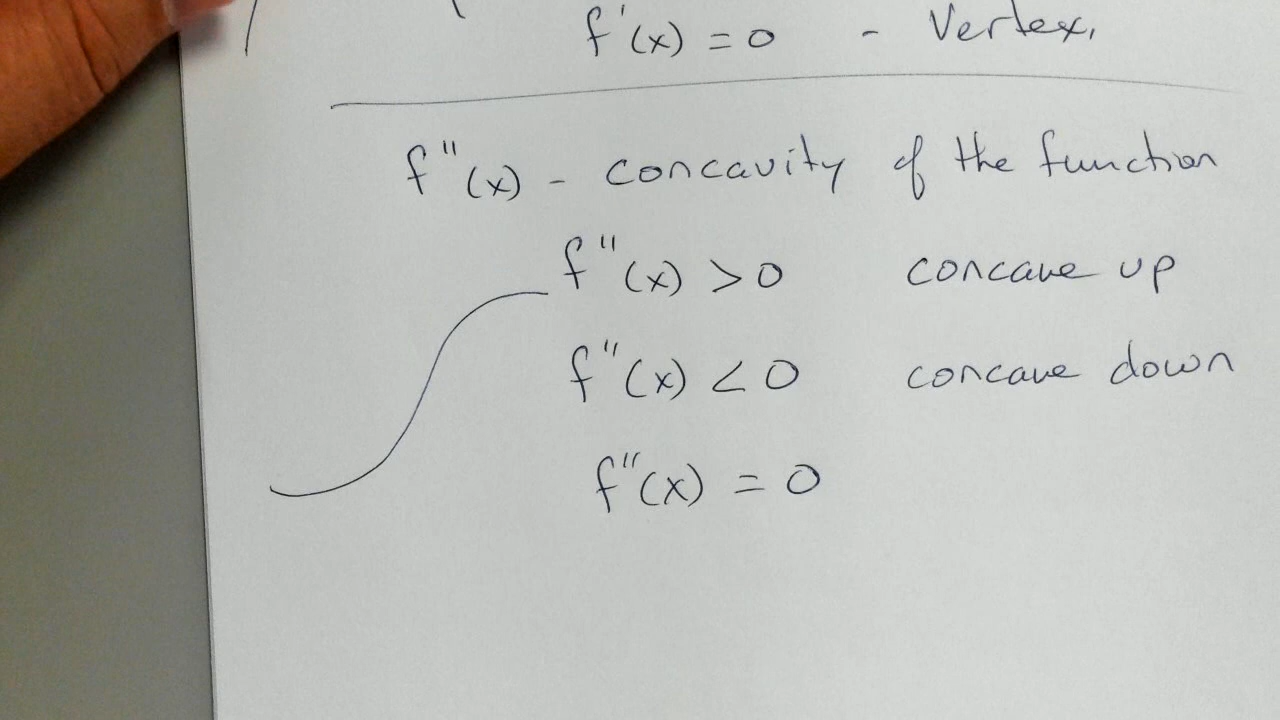 f'(x) = 0 - Vertex.
f"(x) - concavity of the function
f"(x) > 0 concave up
f"(x) < 0 concave down
f"(x) = 0